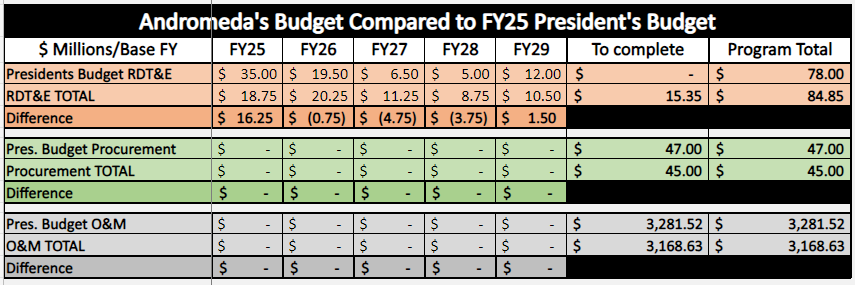 Andromeda's Budget Compared to FY25 President's Budget
$ Millions/Base FY FY25 FY26 FY27 FY28 FY29 To complete Program Total
Presidents Budget RDT&E $ 35.00 $ 19.50 $ 6.50 $ 5.00 $ 12.00 $ - $ 78.00
RDT&E TOTAL $ 18.75 $ 20.25 $ 11.25 $ 8.75 $ 10.50 $ 15.35 $ 84.85
Difference $ 16.25 $ (0.75) $ (4.75) $ (3.75) $ 1.50
Pres. Budget Procurement $ - $ - $ - $ - $ - $ 47.00 $ 47.00
Procurement TOTAL $ - $ - $ - $ - $ - $ 45.00 $ 45.00
Difference $ - $ - $ - $ - $ -
Pres. Budget O&M $ - $ - $ - $ - $ - $ 3,281.52 $ 3,281.52
O&M TOTAL $ - $ - $ - $ - $ - $ 3,168.63 $ 3,168.63
Difference $ - $ - $ - $ - $ -